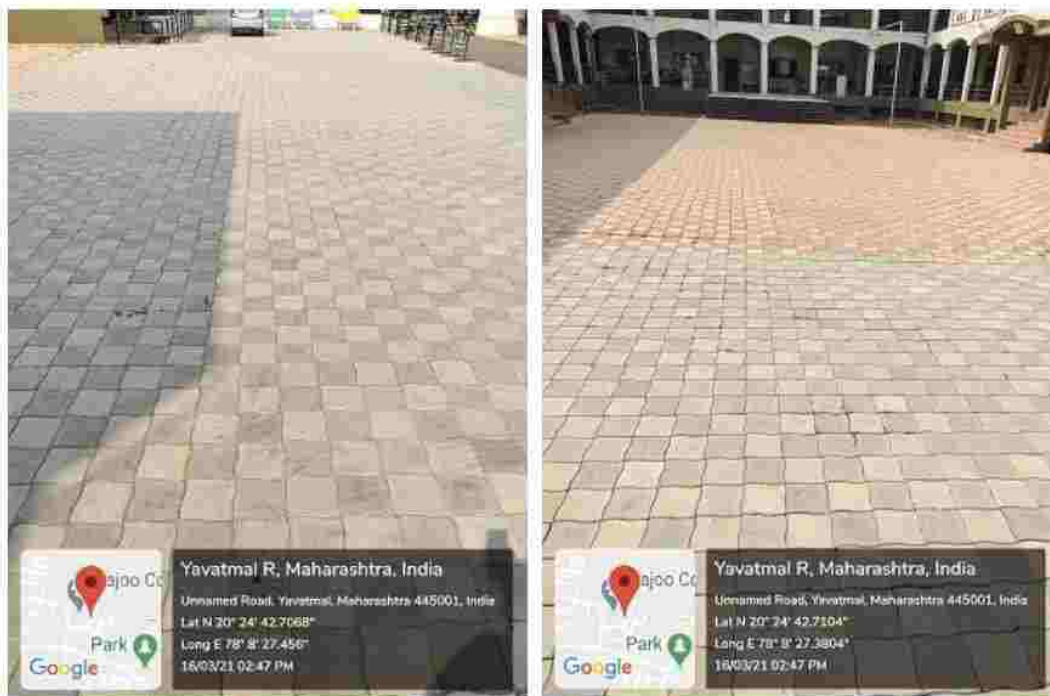 Yavatmal R, Maharashtra, India
Unnamed Road, Yavatmal, Maharashtra 445001, India
Lat N 20° 24' 42.7068"
Long E 78° 8' 27.456"
16/03/21 02:47 PM
ajoo Co
Park
Google
Yavatmal R, Maharashtra, India
Unnamed Road, Yavatmal, Maharashtra 445001, India
Lat N 20° 24' 42.7104"
Long E 78° 8' 27.3804"
16/03/21 02:47 PM
ajoo Co
Park
Google